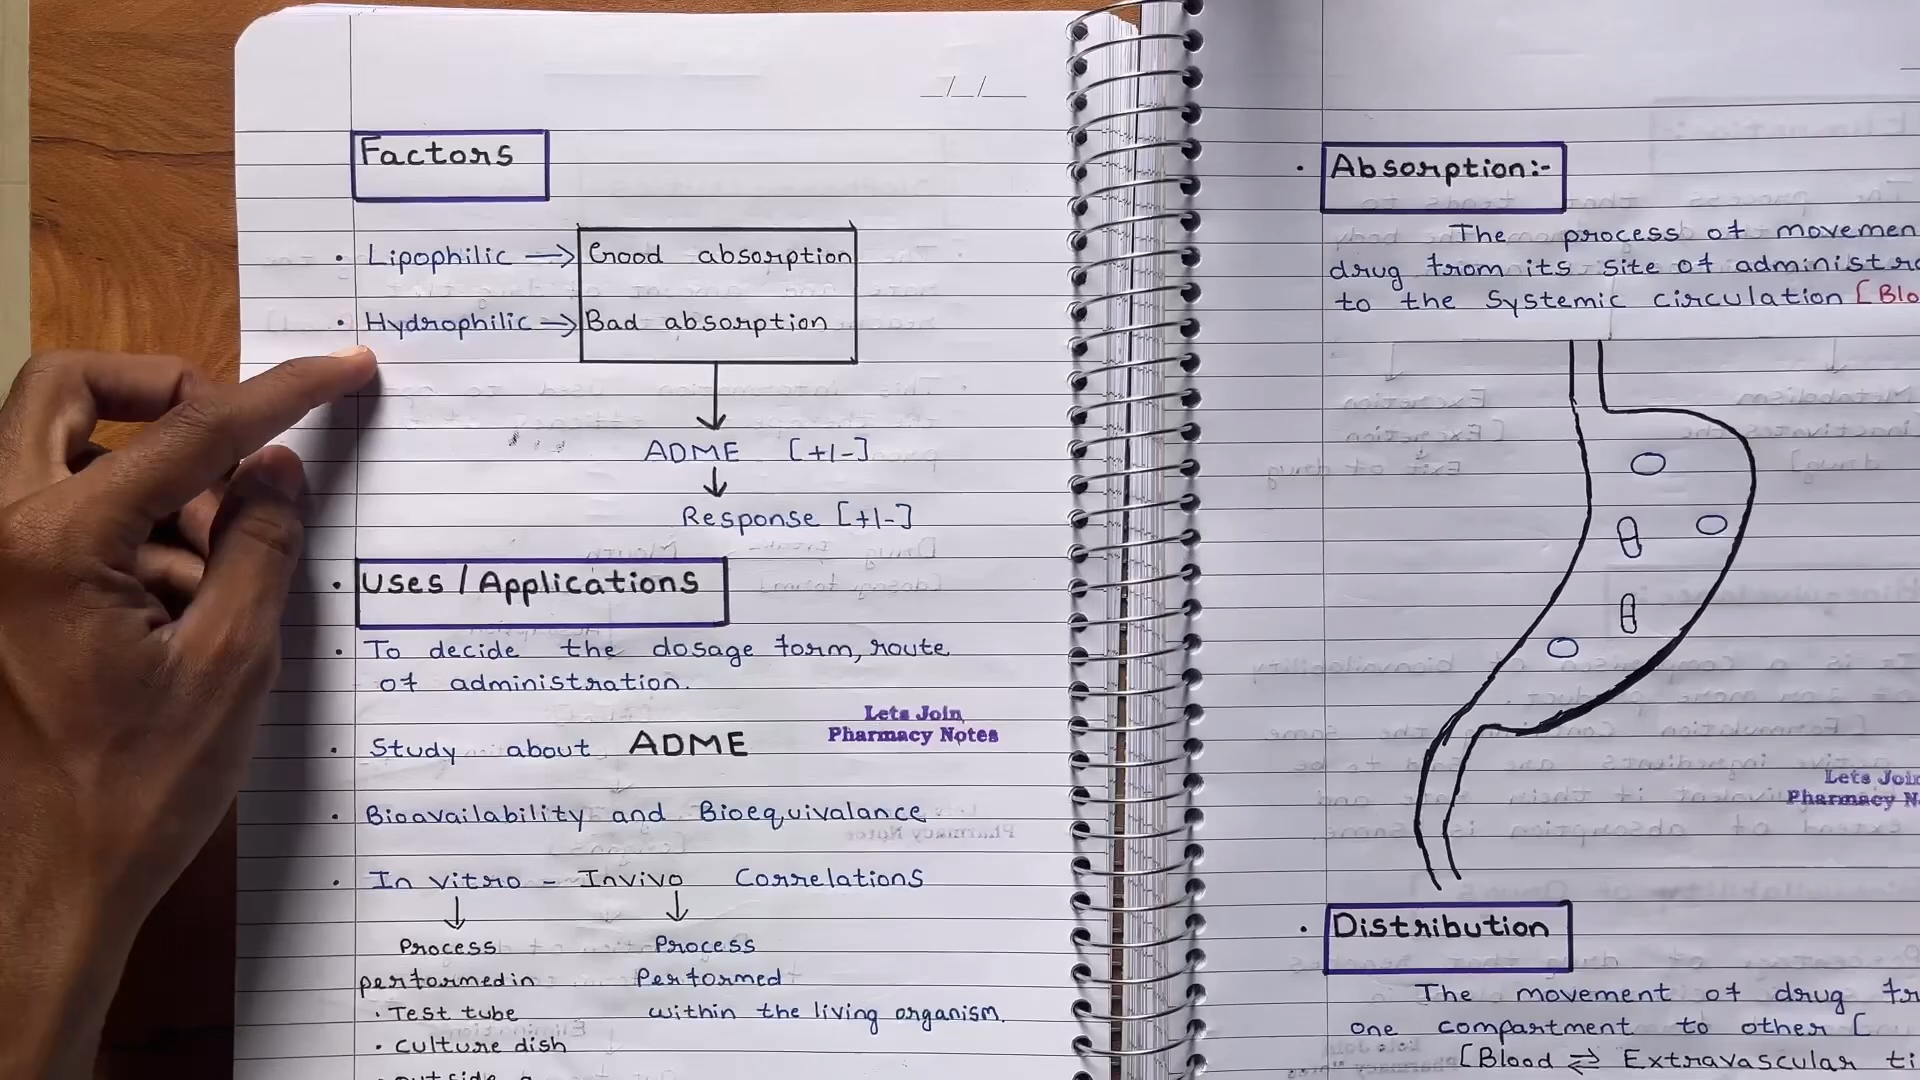 Factors
• Lipophilic → Good absorption
• Hydrophilic → Bad absorption
ADME [+/-]
Response [+/-]
• Uses / Applications
• To decide the dosage form, route
of administration.
Lets Join
Pharmacy Notes
• Study about ADME
• Bioavailability and Bioequivalance
• In vitro - Invivo Correlations
Process
performed in
• Test tube
• culture dish
Process
Performed
within the living organism.
• Absorption:-
The process of movemen
drug from its site of administra
to the Systemic circulation [Blo
Lets Join
Pharmacy N
• Distribution
The movement of drug fr
one compartment to other [
[Blood ⇌ Extravascular ti